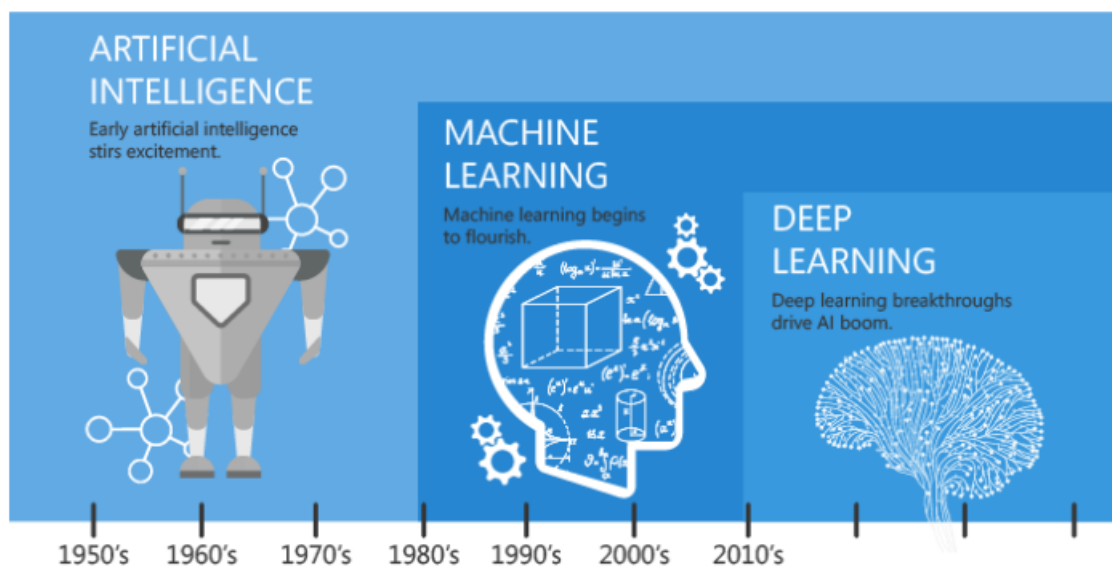 ARTIFICIAL
INTELLIGENCE
Early artificial intelligence
stirs excitement.
MACHINE
LEARNING
Machine learning begins
to flourish.
DEEP
LEARNING
Deep learning breakthroughs
drive AI boom.
1950's 1960's 1970's 1980's 1990's 2000's 2010's